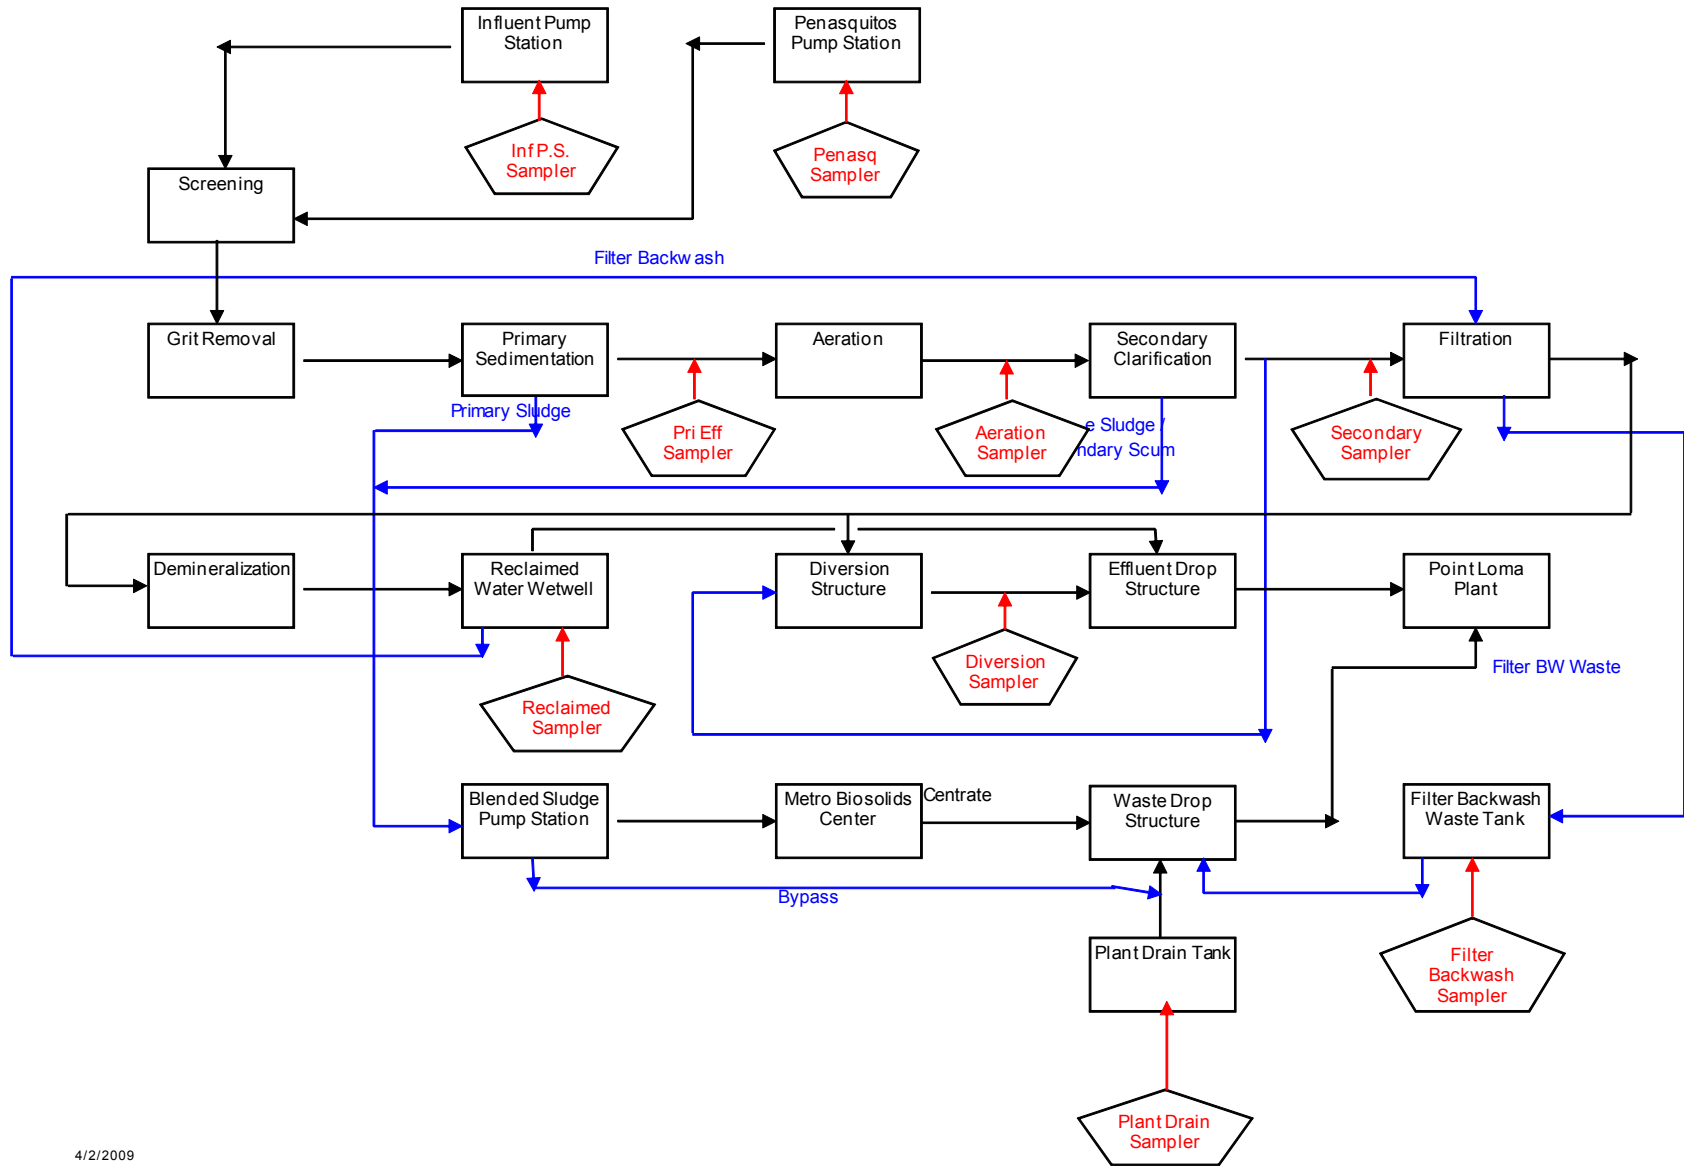 Influent Pump
Station
Penasquitos
Pump Station
Inf P.S.
Sampler
Penasq
Sampler
Screening
Filter Backwash
Grit Removal
Primary
Sedimentation
Aeration
Secondary
Clarification
Filtration
Primary Sludge
Pri Eff
Sampler
Aeration
Sampler
e Sludge /
ndary Scum
Secondary
Sampler
Demineralization
Reclaimed
Water Wetwell
Diversion
Structure
Effluent Drop
Structure
Point Loma
Plant
Diversion
Sampler
Filter BW Waste
Reclaimed
Sampler
Blended Sludge
Pump Station
Metro Biosolids
Center
Centrate
Waste Drop
Structure
Filter Backwash
Waste Tank
Bypass
Plant Drain Tank
Filter
Backwash
Sampler
Plant Drain
Sampler
4/2/2009